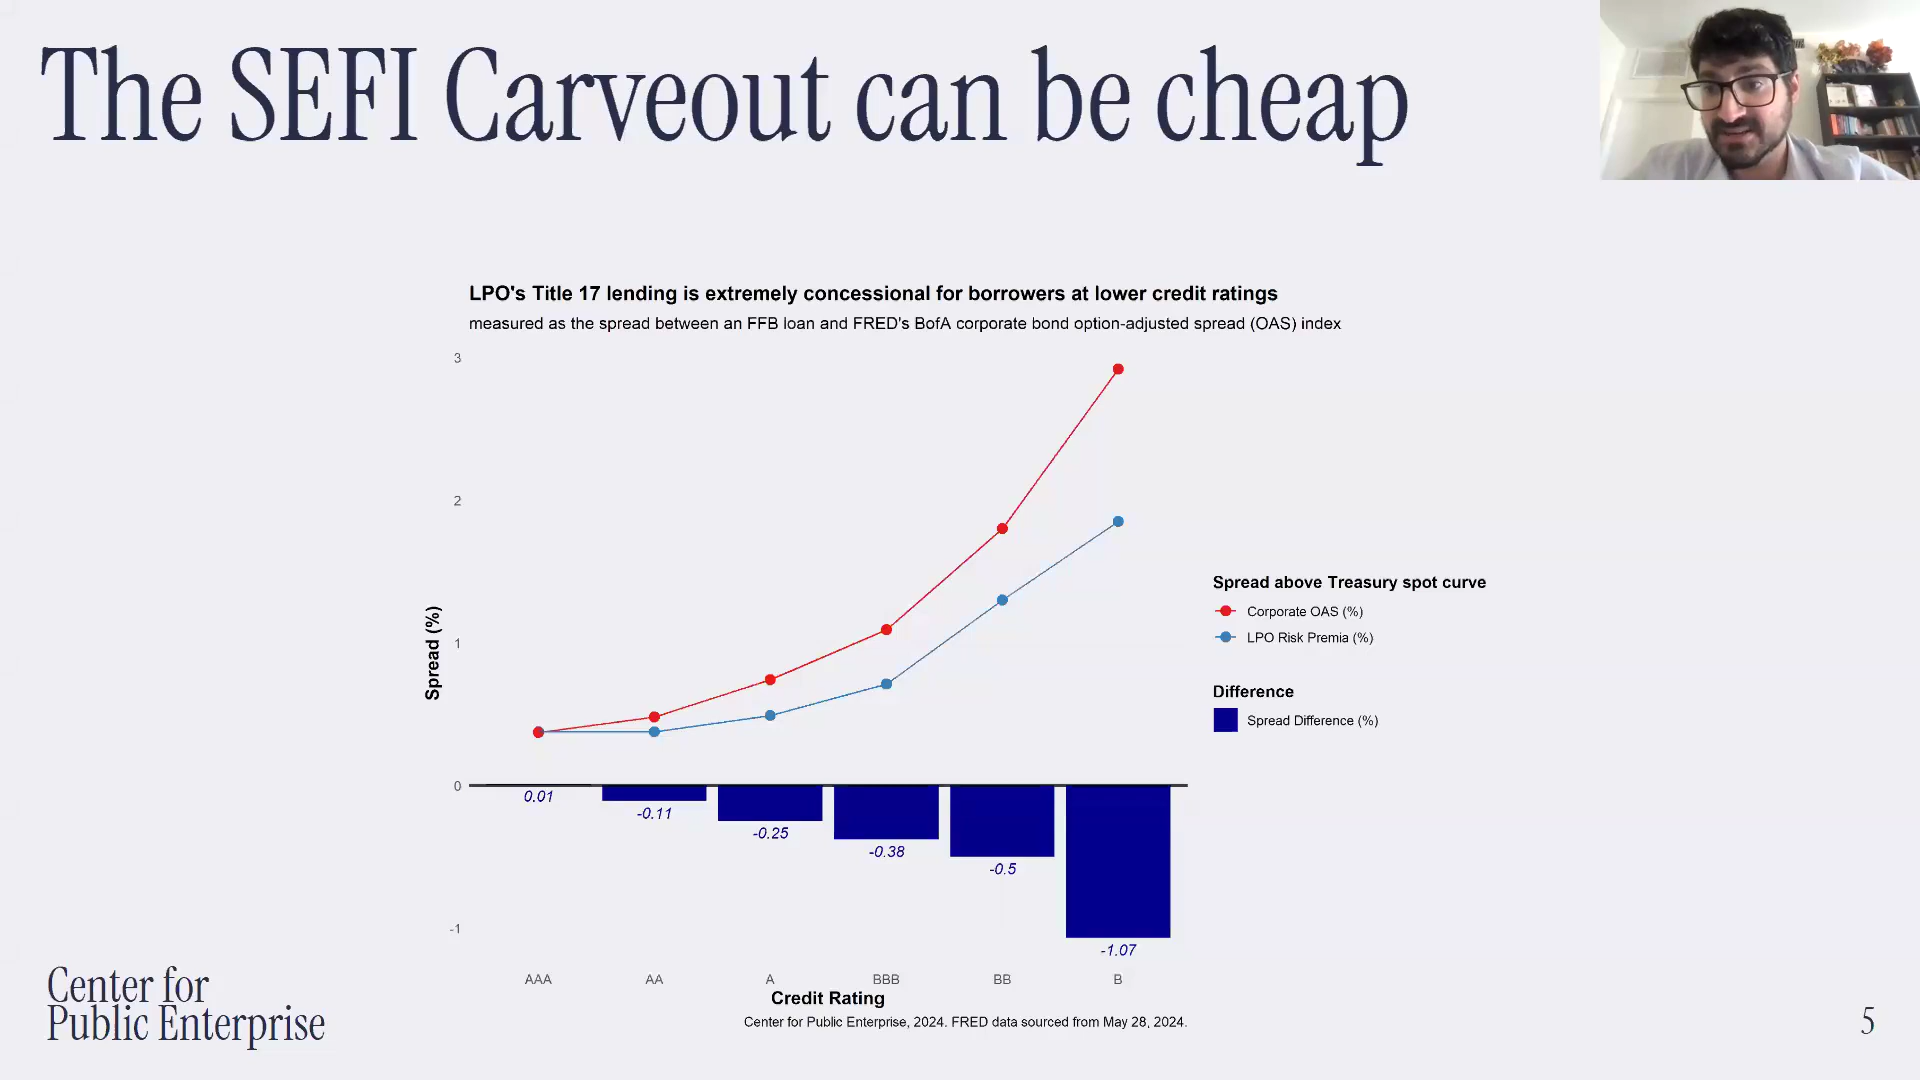 The SEFI Carveout can be cheap
LPO's Title 17 lending is extremely concessional for borrowers at lower credit ratings
measured as the spread between an FFB loan and FRED's BofA corporate bond option-adjusted spread (OAS) index
3
2
1
0
-1
Spread (%)
0.01
-0.11
-0.25
-0.38
-0.5
-1.07
AAA
AA
A
BBB
BB
B
Credit Rating
Spread above Treasury spot curve
Corporate OAS (%)
LPO Risk Premia (%)
Difference
Spread Difference (%)
Center for Public Enterprise, 2024. FRED data sourced from May 28, 2024.
Center for
Public Enterprise
5